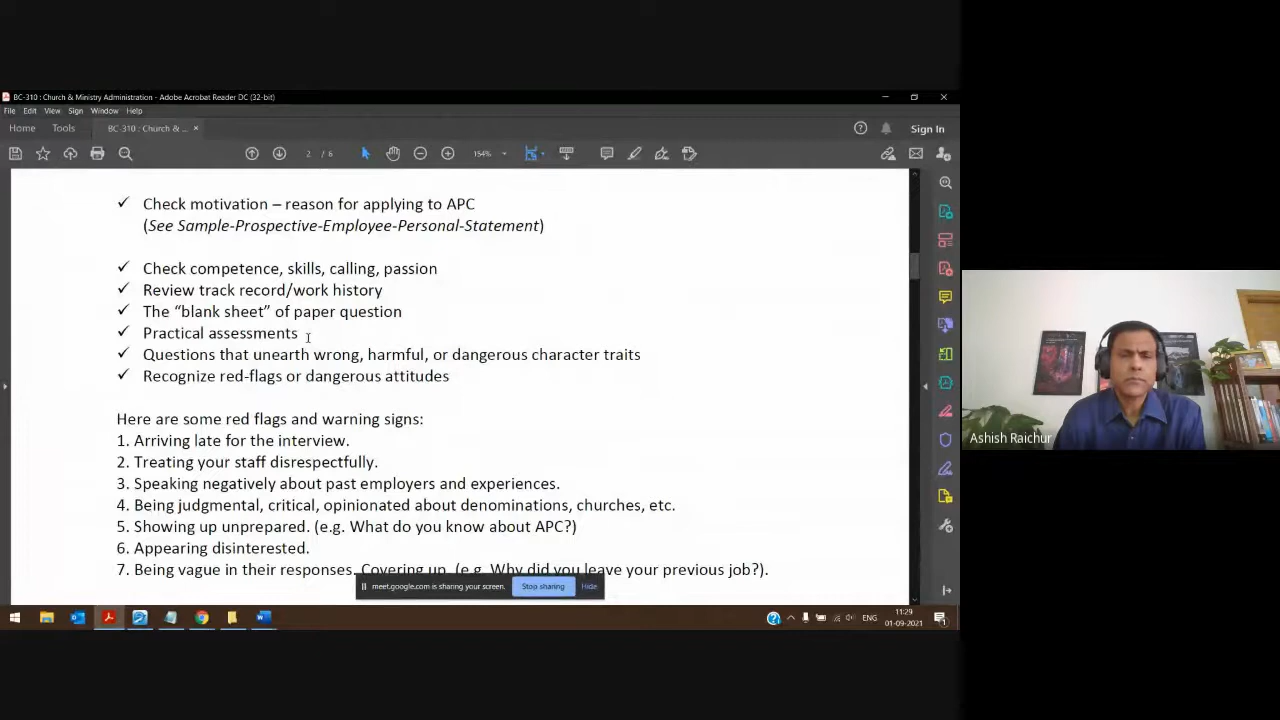 BC-310 : Church & Ministry Administration - Adobe Acrobat Reader DC (32-bit)
File Edit View Sign Window Help
Home Tools BC-310 : Church & ... × Sign In
2 / 6 154%
✓ Check motivation – reason for applying to APC
(See Sample-Prospective-Employee-Personal-Statement)
✓ Check competence, skills, calling, passion
✓ Review track record/work history
✓ The “blank sheet” of paper question
✓ Practical assessments
✓ Questions that unearth wrong, harmful, or dangerous character traits
✓ Recognize red-flags or dangerous attitudes
Here are some red flags and warning signs:
1. Arriving late for the interview.
2. Treating your staff disrespectfully.
3. Speaking negatively about past employers and experiences.
4. Being judgmental, critical, opinionated about denominations, churches, etc.
5. Showing up unprepared. (e.g. What do you know about APC?)
6. Appearing disinterested.
7. Being vague in their responses. Covering up. (e.g. Why did you leave your previous job?).
meet.google.com is sharing your screen. Stop sharing Hide
ENG 11:29
01-09-2021
Ashish Raichur